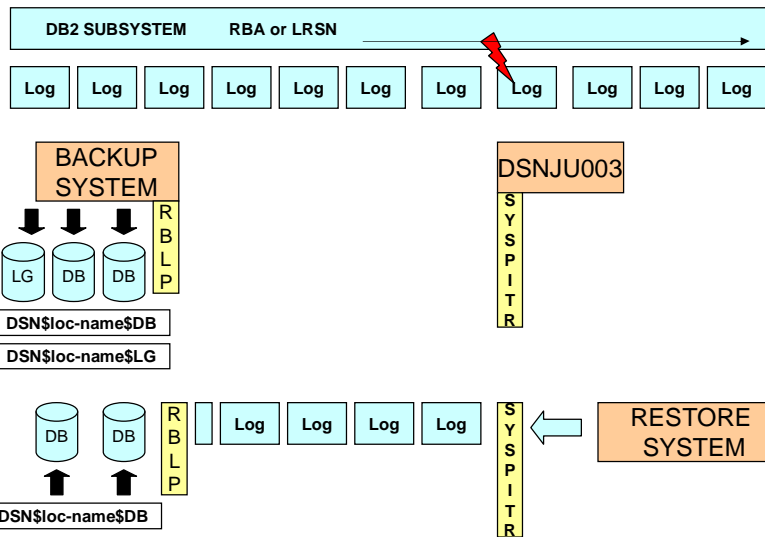 DB2 SUBSYSTEM RBA or LRSN
Log Log Log Log Log Log Log Log Log Log Log
BACKUP
SYSTEM
DSNJU003
RBLP
SYSPITR
LG DB DB
DSN$loc-name$DB
DSN$loc-name$LG
DB DB
RBLP
Log Log Log Log
SYSPITR
RESTORE
SYSTEM
DSN$loc-name$DB